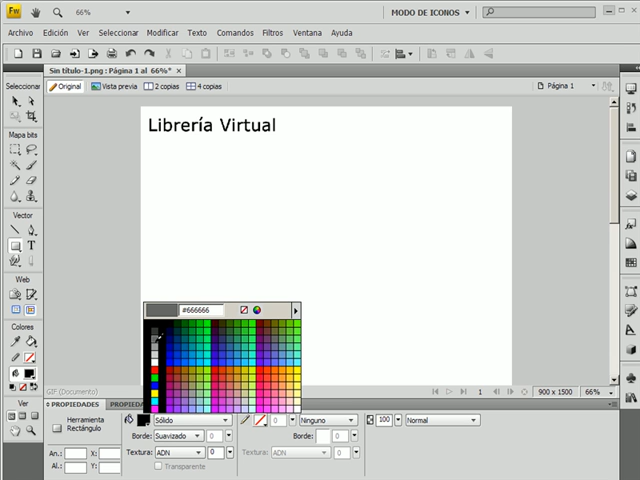 Fw 66% MODO DE ICONOS
Archivo Edición Ver Seleccionar Modificar Texto Comandos Filtros Ventana Ayuda
Sin título-1.png : Página 1 al 66%*
Original Vista previa 2 copias 4 copias Página 1
Seleccionar
Mapa bits
Vector
T
Web
Colores
Ver
Librería Virtual
#666666
GIF (Documento) 1 900 x 1500 66%
PROPIEDADES
Herramienta Sólido 0 Ninguno 100 Normal
Rectángulo
Borde: Suavizado 0 Borde: 0
An.: X: Textura: ADN 0 Textura: ADN 0
Al.: Y: Transparente